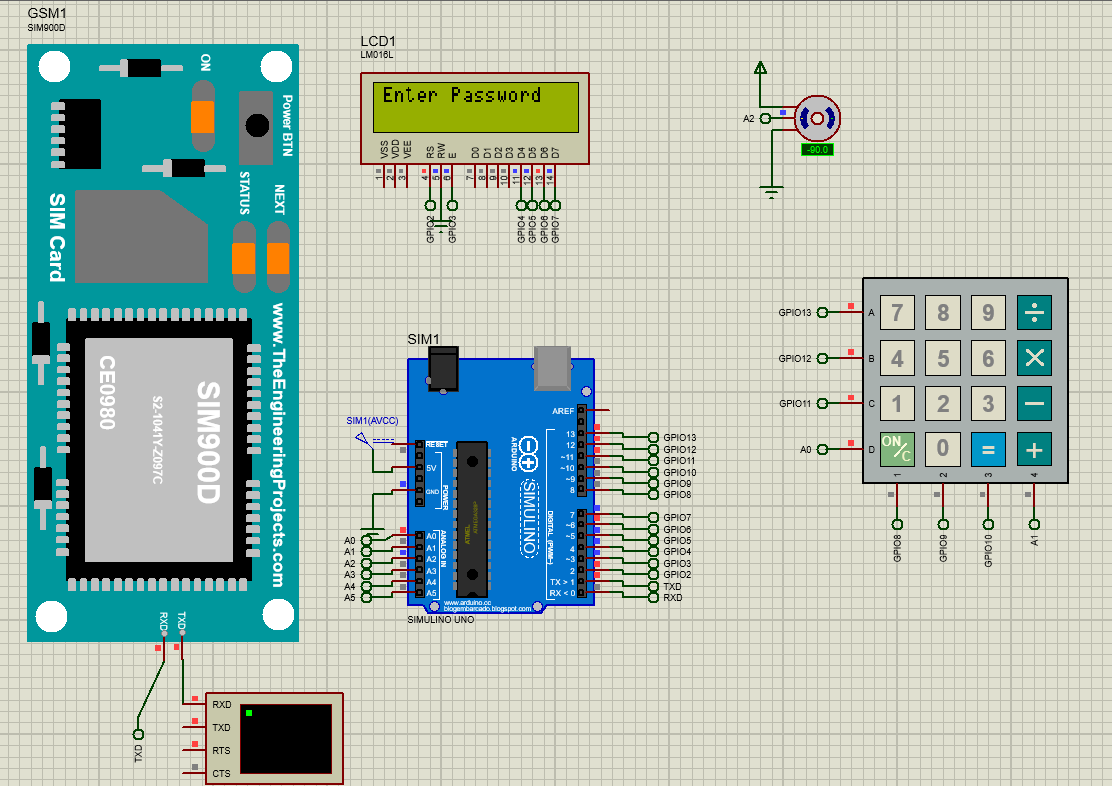 GSM1
SIM900D
ON
Power BTN
STATUS
NEXT
SIM Card
www.TheEngineeringProjects.com
SIM900D
S2-1041Y-Z097C
CE0980
RXD
TXD
TXD
RXD
TXD
RTS
CTS
LCD1
LM016L
Enter Password
VSS
VDD
VEE
RS
RW
E
D0
D1
D2
D3
D4
D5
D6
D7
1
2
3
4
5
6
7
8
9
10
11
12
13
14
GPIO2
GPIO3
GPIO4
GPIO5
GPIO6
GPIO7
A2
-90.0
SIM1
SIM1(AVCC)
RESET
5V
GND
POWER
A0
A1
A2
A3
A4
A5
ANALOG IN
A0
A1
A2
A3
A4
A5
ARDUINO
SIMULINO
DIGITAL (PWM~)
AREF
13
12
~11
~10
~9
8
7
~6
~5
4
~3
2
TX > 1
RX < 0
www.arduino.cc
blogembarcado.blogspot.com
SIMULINO UNO
GPIO13
GPIO12
GPIO11
GPIO10
GPIO9
GPIO8
GPIO7
GPIO6
GPIO5
GPIO4
GPIO3
GPIO2
TXD
RXD
GPIO13 A 7 8 9 ÷
GPIO12 B 4 5 6 ×
GPIO11 C 1 2 3 −
A0 D ON/C 0 = +
1 2 3 4
GPIO8
GPIO9
GPIO10
A1